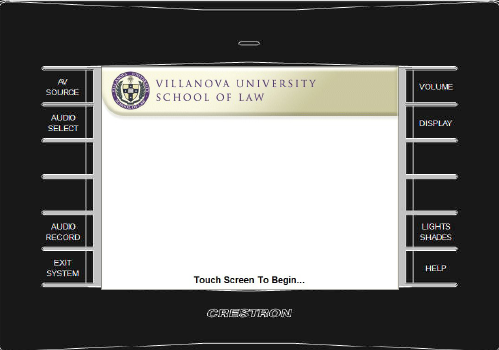 AV
SOURCE
AUDIO
SELECT
AUDIO
RECORD
EXIT
SYSTEM
VILLANOVA UNIVERSITY
SCHOOL OF LAW
Touch Screen To Begin...
VOLUME
DISPLAY
LIGHTS
SHADES
HELP
CRESTRON